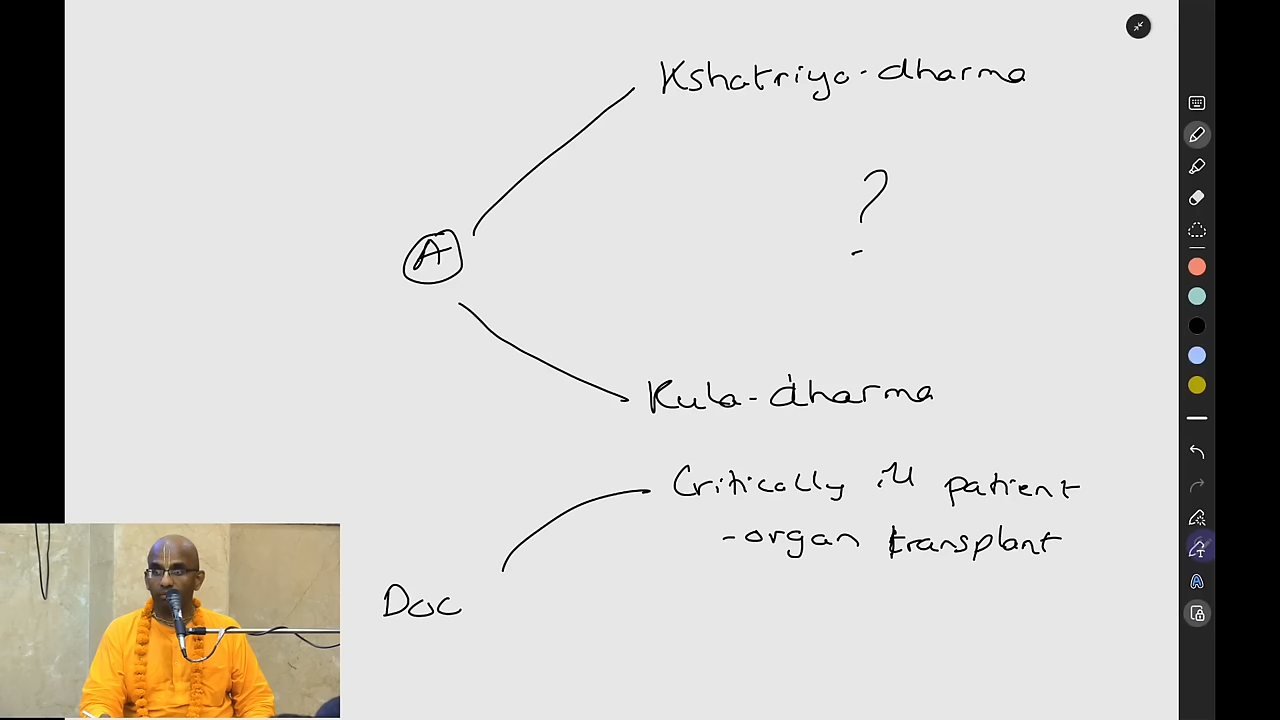 Kshatriya-dharma
?
A
Kula-dharma
Critically ill patient
-organ transplant
Doc